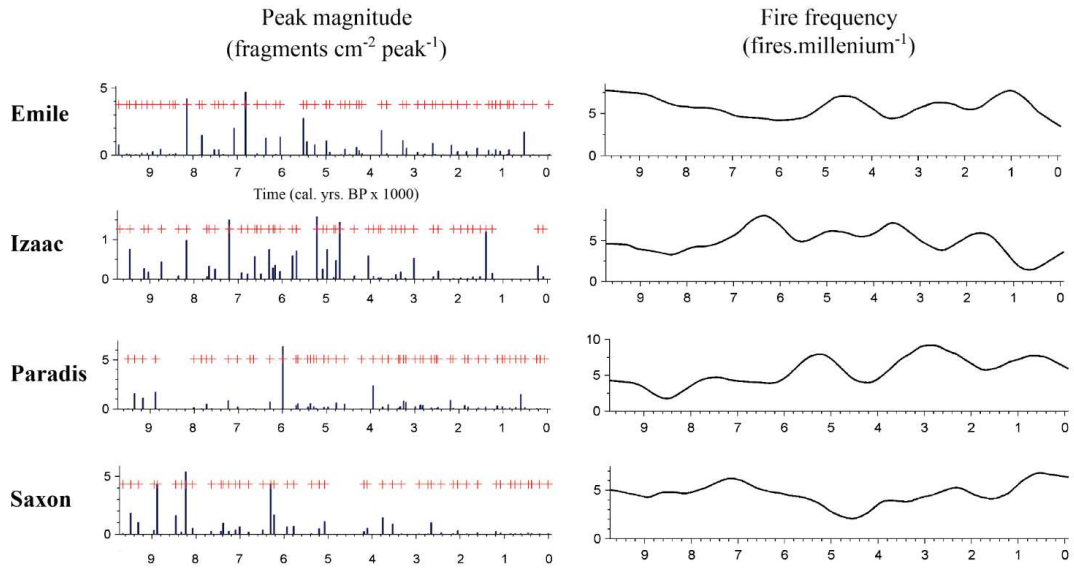 Peak magnitude
(fragments cm-2 peak-1)
Fire frequency
(fires.millenium-1)
Emile
5
0
9 8 7 6 5 4 3 2 1 0
Time (cal. yrs. BP x 1000)
5
0
9 8 7 6 5 4 3 2 1 0
Izaac
1
0
9 8 7 6 5 4 3 2 1 0
5
0
9 8 7 6 5 4 3 2 1 0
Paradis
5
0
9 8 7 6 5 4 3 2 1 0
10
5
0
9 8 7 6 5 4 3 2 1 0
Saxon
5
0
9 8 7 6 5 4 3 2 1 0
5
0
9 8 7 6 5 4 3 2 1 0